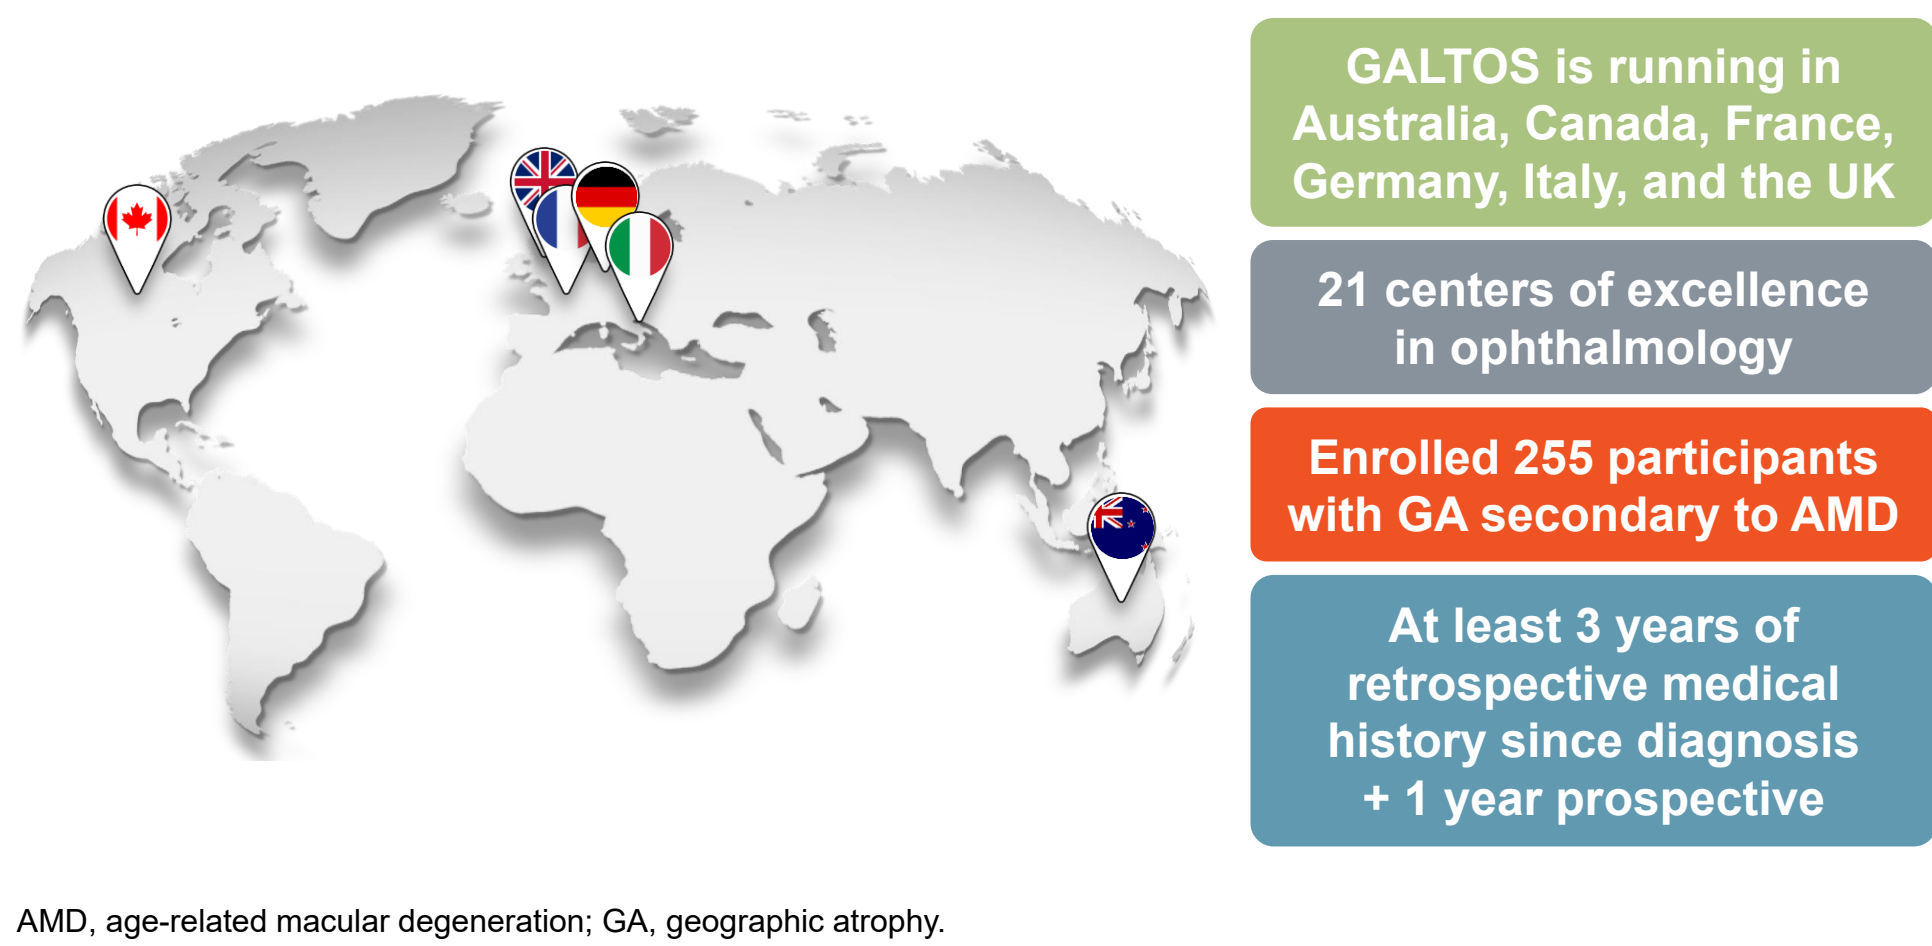 GALTOS is running in
Australia, Canada, France,
Germany, Italy, and the UK
21 centers of excellence
in ophthalmology
Enrolled 255 participants
with GA secondary to AMD
At least 3 years of
retrospective medical
history since diagnosis
+ 1 year prospective
AMD, age-related macular degeneration; GA, geographic atrophy.